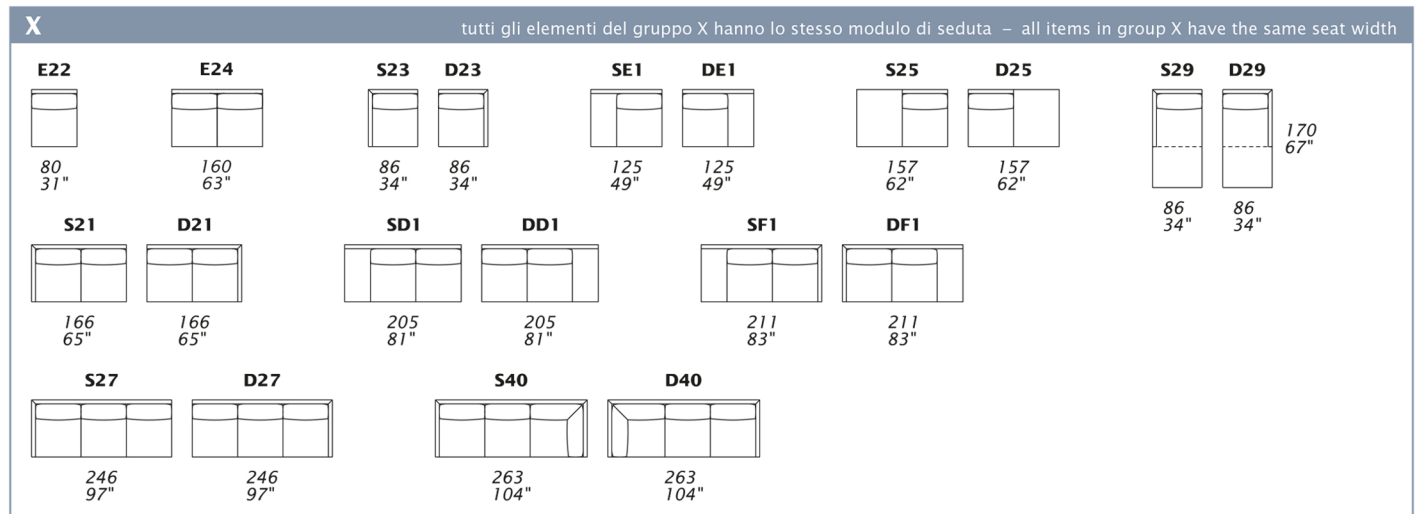 X
tutti gli elementi del gruppo X hanno lo stesso modulo di seduta – all items in group X have the same seat width
E22 E24 S23 D23 SE1 DE1 S25 D25 S29 D29
170
67"
80 160 86 86 125 125 157 157
31" 63" 34" 34" 49" 49" 62" 62"
86 86
34" 34"
S21 D21 SD1 DD1 SF1 DF1
166 166 205 205 211 211
65" 65" 81" 81" 83" 83"
S27 D27 S40 D40
246 246 263 263
97" 97" 104" 104"